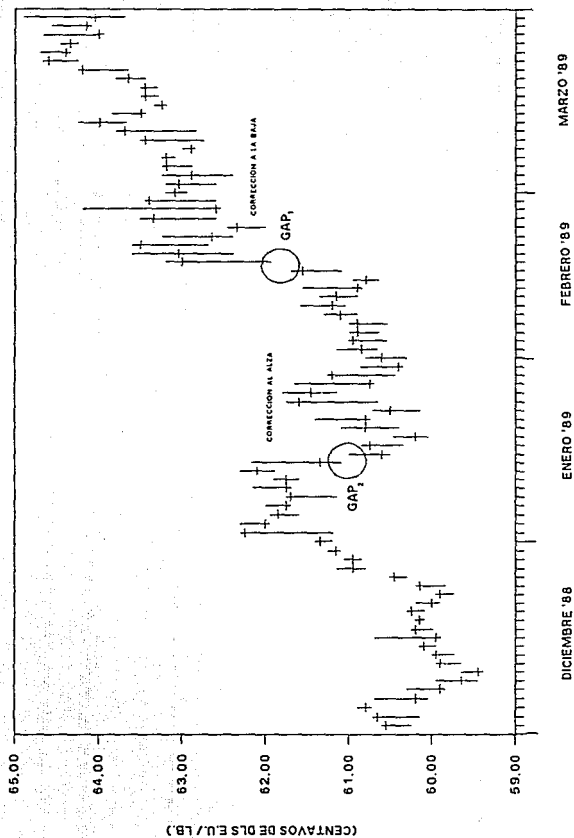 (CENTAVOS DE DLS E.U./LB.)
65.00
64.00
63.00
62.00
61.00
60.00
59.00
CORRECCION AL ALZA
CORRECCION A LA BAJA
GAP₁
GAP₂
DICIEMBRE '88
ENERO '89
FEBRERO '89
MARZO '89